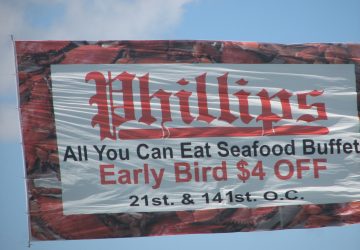 Phillips
All You Can Eat Seafood Buffet
Early Bird $4 OFF
21st. & 141st. O.C.